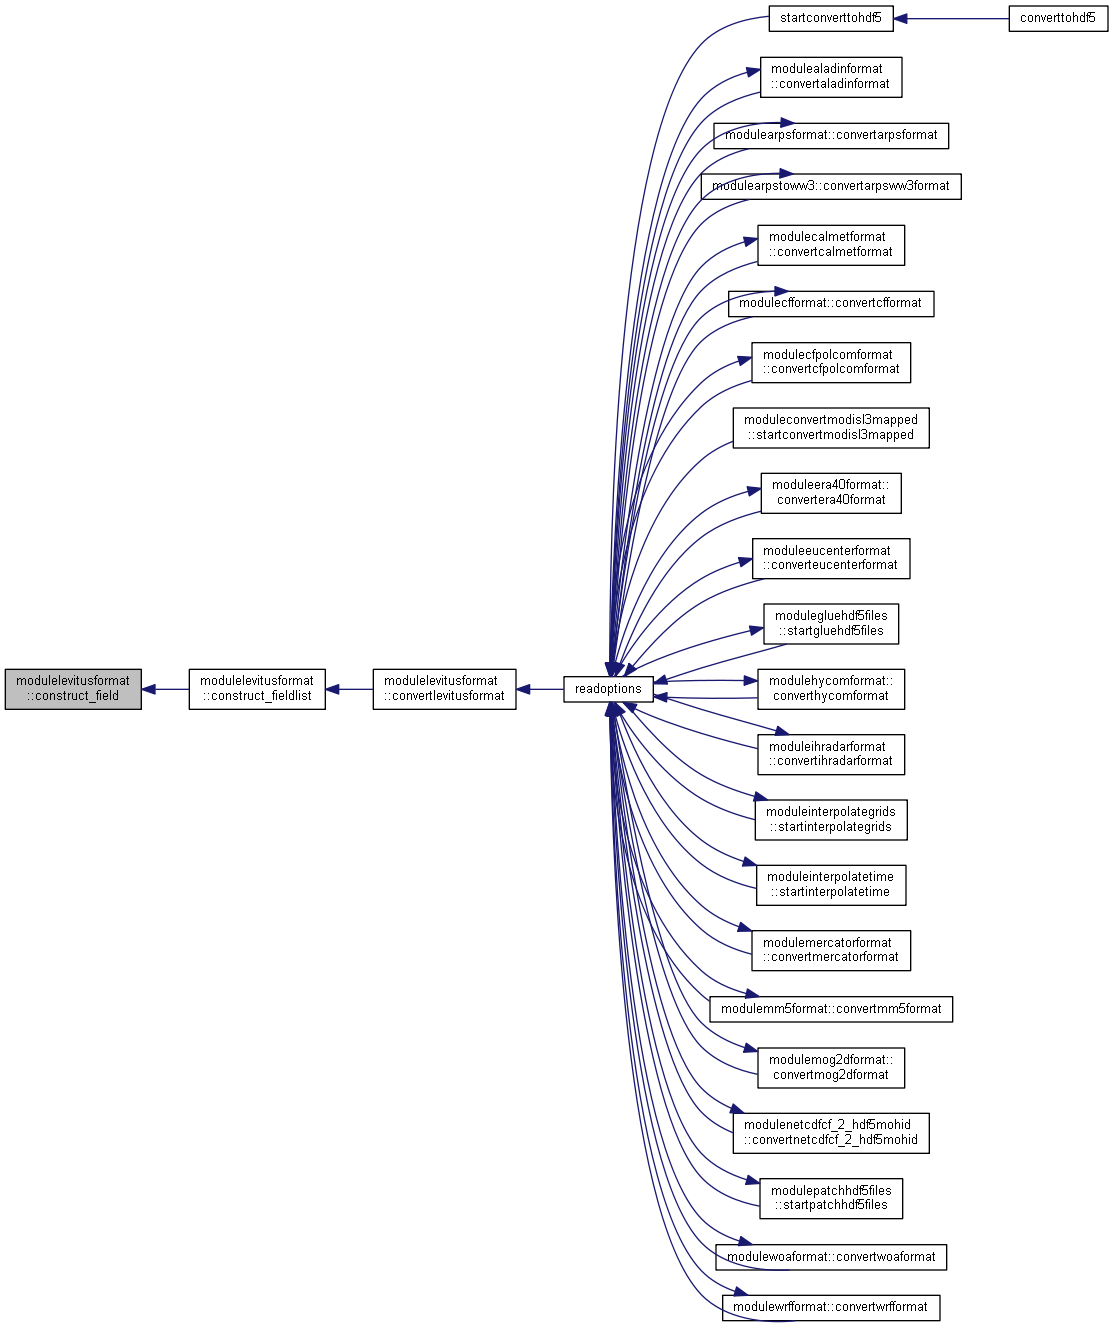 startconverttohdf5
converttohdf5
modulealadinformat
::convertaladinformat
modulearpsformat::convertarpsformat
modulearpstoww3::convertarpsww3format
modulecalmetformat
::convertcalmetformat
modulecfformat::convertcfformat
modulecfpolcomformat
::convertcfpolcomformat
moduleconvertmodisl3mapped
::startconvertmodisl3mapped
moduleera40format::
convertera40format
moduleeucenterformat
::converteucenterformat
modulegluehdf5files
::startgluehdf5files
modulelevitusformat
::construct_field
modulelevitusformat
::construct_fieldlist
modulelevitusformat
::convertlevitusformat
readoptions
modulehycomformat::
converthycomformat
moduleihradarformat
::convertihradarformat
moduleinterpolategrids
::startinterpolategrids
moduleinterpolatetime
::startinterpolatetime
modulemercatorformat
::convertmercatorformat
modulemm5format::convertmm5format
modulemog2dformat::
convertmog2dformat
modulenetcdfcf_2_hdf5mohid
::convertnetcdfcf_2_hdf5mohid
modulepatchhdf5files
::startpatchhdf5files
modulewoaformat::convertwoaformat
modulewrfformat::convertwrfformat